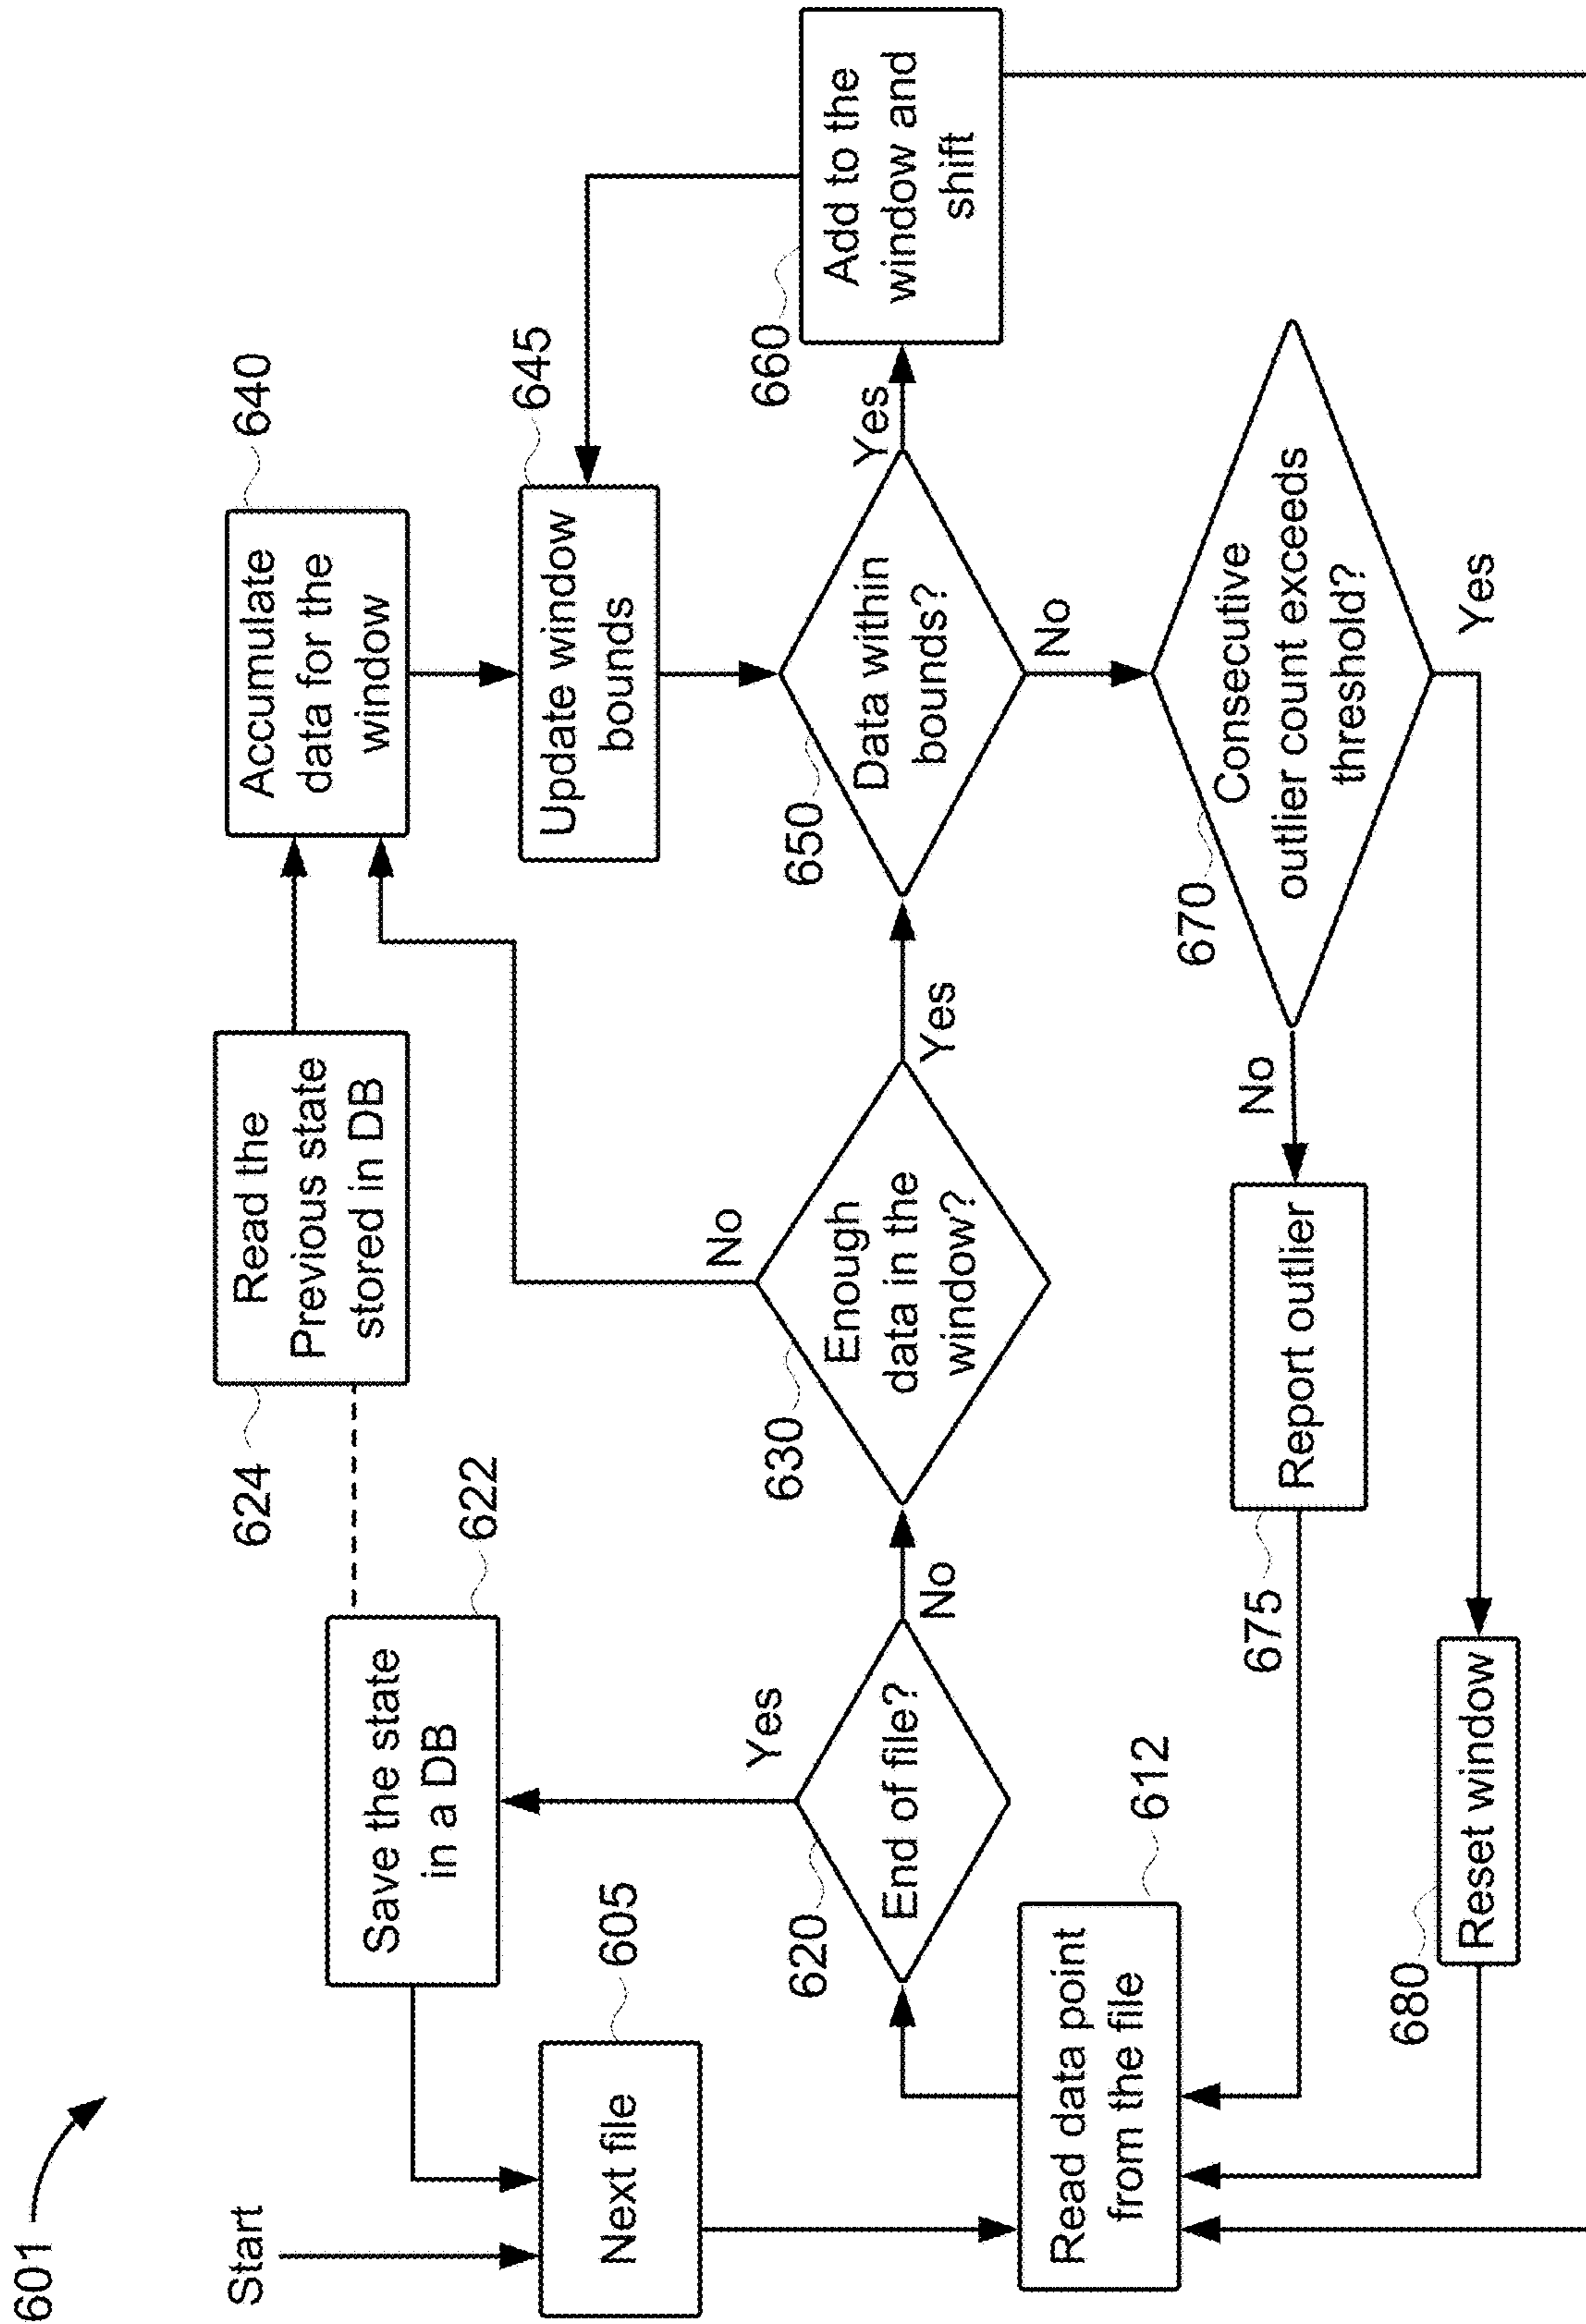 601
Start
Next file
605
Save the state
in a DB
622
Read the
Previous state
stored in DB
624
Accumulate
data for the
window
640
Update window
bounds
645
Read data point
from the file
612
End of file?
620
Yes
No
Enough
data in the
window?
630
No
Yes
Data within
bounds?
650
Yes
No
Add to the
window and
shift
660
Consecutive
outlier count exceeds
threshold?
670
No
Yes
Report outlier
675
Reset window
680